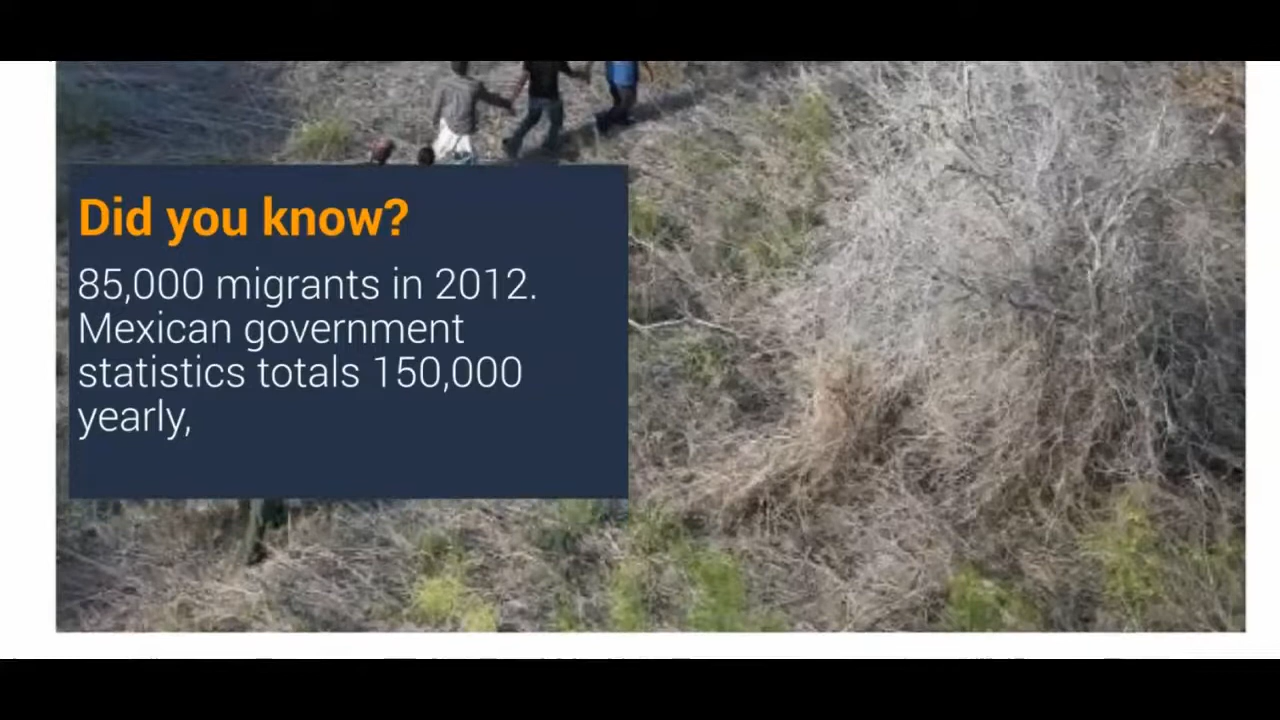 Did you know?
85,000 migrants in 2012.
Mexican government
statistics totals 150,000
yearly,